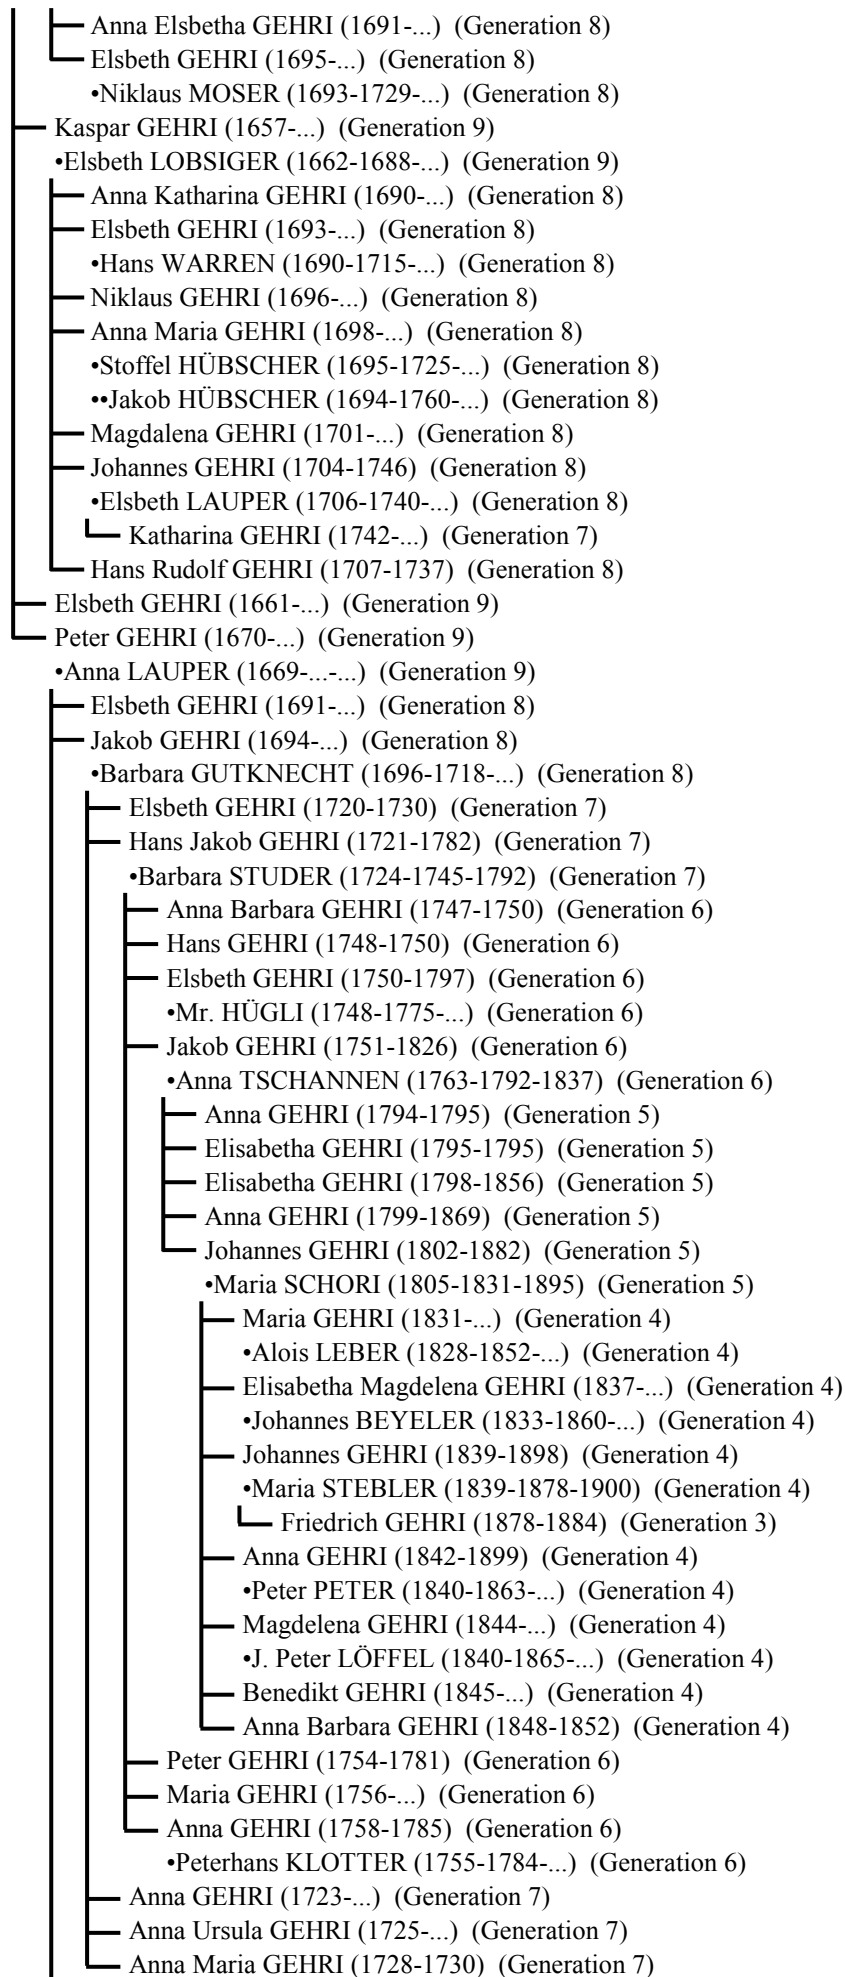 Anna Elsbetha GEHRI (1691-...) (Generation 8)
Elsbeth GEHRI (1695-...) (Generation 8)
•Niklaus MOSER (1693-1729-...) (Generation 8)
Kaspar GEHRI (1657-...) (Generation 9)
•Elsbeth LOBSIGER (1662-1688-...) (Generation 9)
Anna Katharina GEHRI (1690-...) (Generation 8)
Elsbeth GEHRI (1693-...) (Generation 8)
•Hans WARREN (1690-1715-...) (Generation 8)
Niklaus GEHRI (1696-...) (Generation 8)
Anna Maria GEHRI (1698-...) (Generation 8)
•Stoffel HÜBSCHER (1695-1725-...) (Generation 8)
••Jakob HÜBSCHER (1694-1760-...) (Generation 8)
Magdalena GEHRI (1701-...) (Generation 8)
Johannes GEHRI (1704-1746) (Generation 8)
•Elsbeth LAUPER (1706-1740-...) (Generation 8)
Katharina GEHRI (1742-...) (Generation 7)
Hans Rudolf GEHRI (1707-1737) (Generation 8)
Elsbeth GEHRI (1661-...) (Generation 9)
Peter GEHRI (1670-...) (Generation 9)
•Anna LAUPER (1669-...-...) (Generation 9)
Elsbeth GEHRI (1691-...) (Generation 8)
Jakob GEHRI (1694-...) (Generation 8)
•Barbara GUTKNECHT (1696-1718-...) (Generation 8)
Elsbeth GEHRI (1720-1730) (Generation 7)
Hans Jakob GEHRI (1721-1782) (Generation 7)
•Barbara STUDER (1724-1745-1792) (Generation 7)
Anna Barbara GEHRI (1747-1750) (Generation 6)
Hans GEHRI (1748-1750) (Generation 6)
Elsbeth GEHRI (1750-1797) (Generation 6)
•Mr. HÜGLI (1748-1775-...) (Generation 6)
Jakob GEHRI (1751-1826) (Generation 6)
•Anna TSCHANNEN (1763-1792-1837) (Generation 6)
Anna GEHRI (1794-1795) (Generation 5)
Elisabetha GEHRI (1795-1795) (Generation 5)
Elisabetha GEHRI (1798-1856) (Generation 5)
Anna GEHRI (1799-1869) (Generation 5)
Johannes GEHRI (1802-1882) (Generation 5)
•Maria SCHORI (1805-1831-1895) (Generation 5)
Maria GEHRI (1831-...) (Generation 4)
•Alois LEBER (1828-1852-...) (Generation 4)
Elisabetha Magdelena GEHRI (1837-...) (Generation 4)
•Johannes BEYELER (1833-1860-...) (Generation 4)
Johannes GEHRI (1839-1898) (Generation 4)
•Maria STEBLER (1839-1878-1900) (Generation 4)
Friedrich GEHRI (1878-1884) (Generation 3)
Anna GEHRI (1842-1899) (Generation 4)
•Peter PETER (1840-1863-...) (Generation 4)
Magdelena GEHRI (1844-...) (Generation 4)
•J. Peter LÖFFEL (1840-1865-...) (Generation 4)
Benedikt GEHRI (1845-...) (Generation 4)
Anna Barbara GEHRI (1848-1852) (Generation 4)
Peter GEHRI (1754-1781) (Generation 6)
Maria GEHRI (1756-...) (Generation 6)
Anna GEHRI (1758-1785) (Generation 6)
•Peterhans KLOTTER (1755-1784-...) (Generation 6)
Anna GEHRI (1723-...) (Generation 7)
Anna Ursula GEHRI (1725-...) (Generation 7)
Anna Maria GEHRI (1728-1730) (Generation 7)